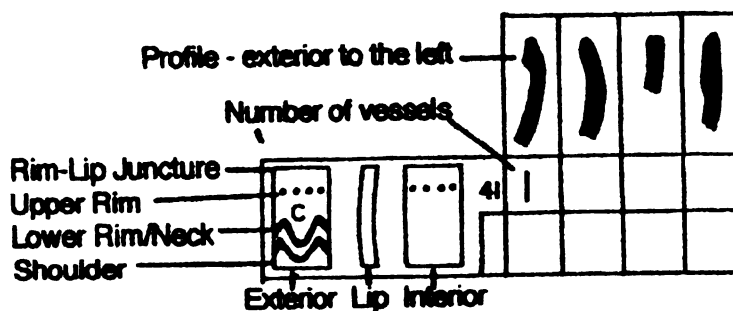 Profile - exterior to the left
Number of vessels
Rim-Lip Juncture
Upper Rim
C
41
Lower Rim/Neck
Shoulder
Exterior Lip Interior